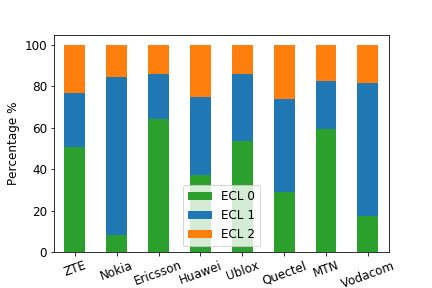 100
80
60
40
20
0
Percentage %
ECL 0
ECL 1
ECL 2
ZTE Nokia Ericsson Huawei Ublox Quectel MTN Vodacom